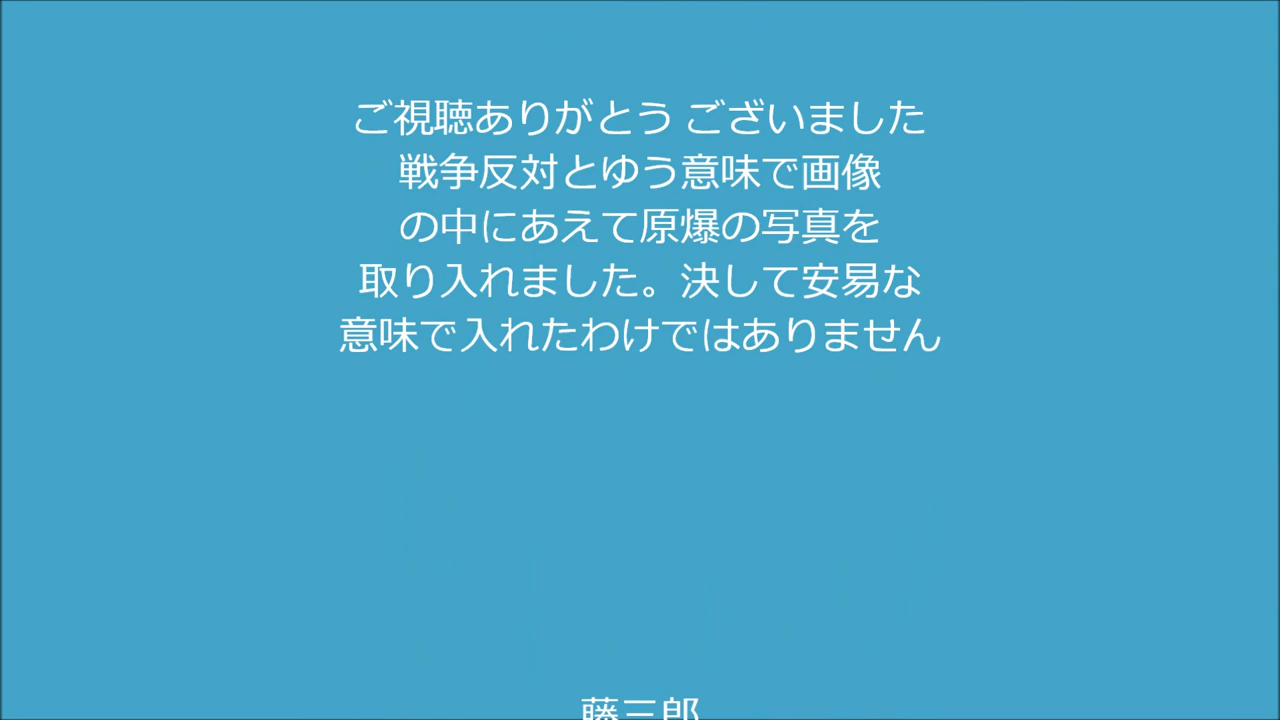 ご視聴ありがとう ございました
戦争反対とゆう意味で画像
の中にあえて原爆の写真を
取り入れました。決して安易な
意味で入れたわけではありません
藤三郎